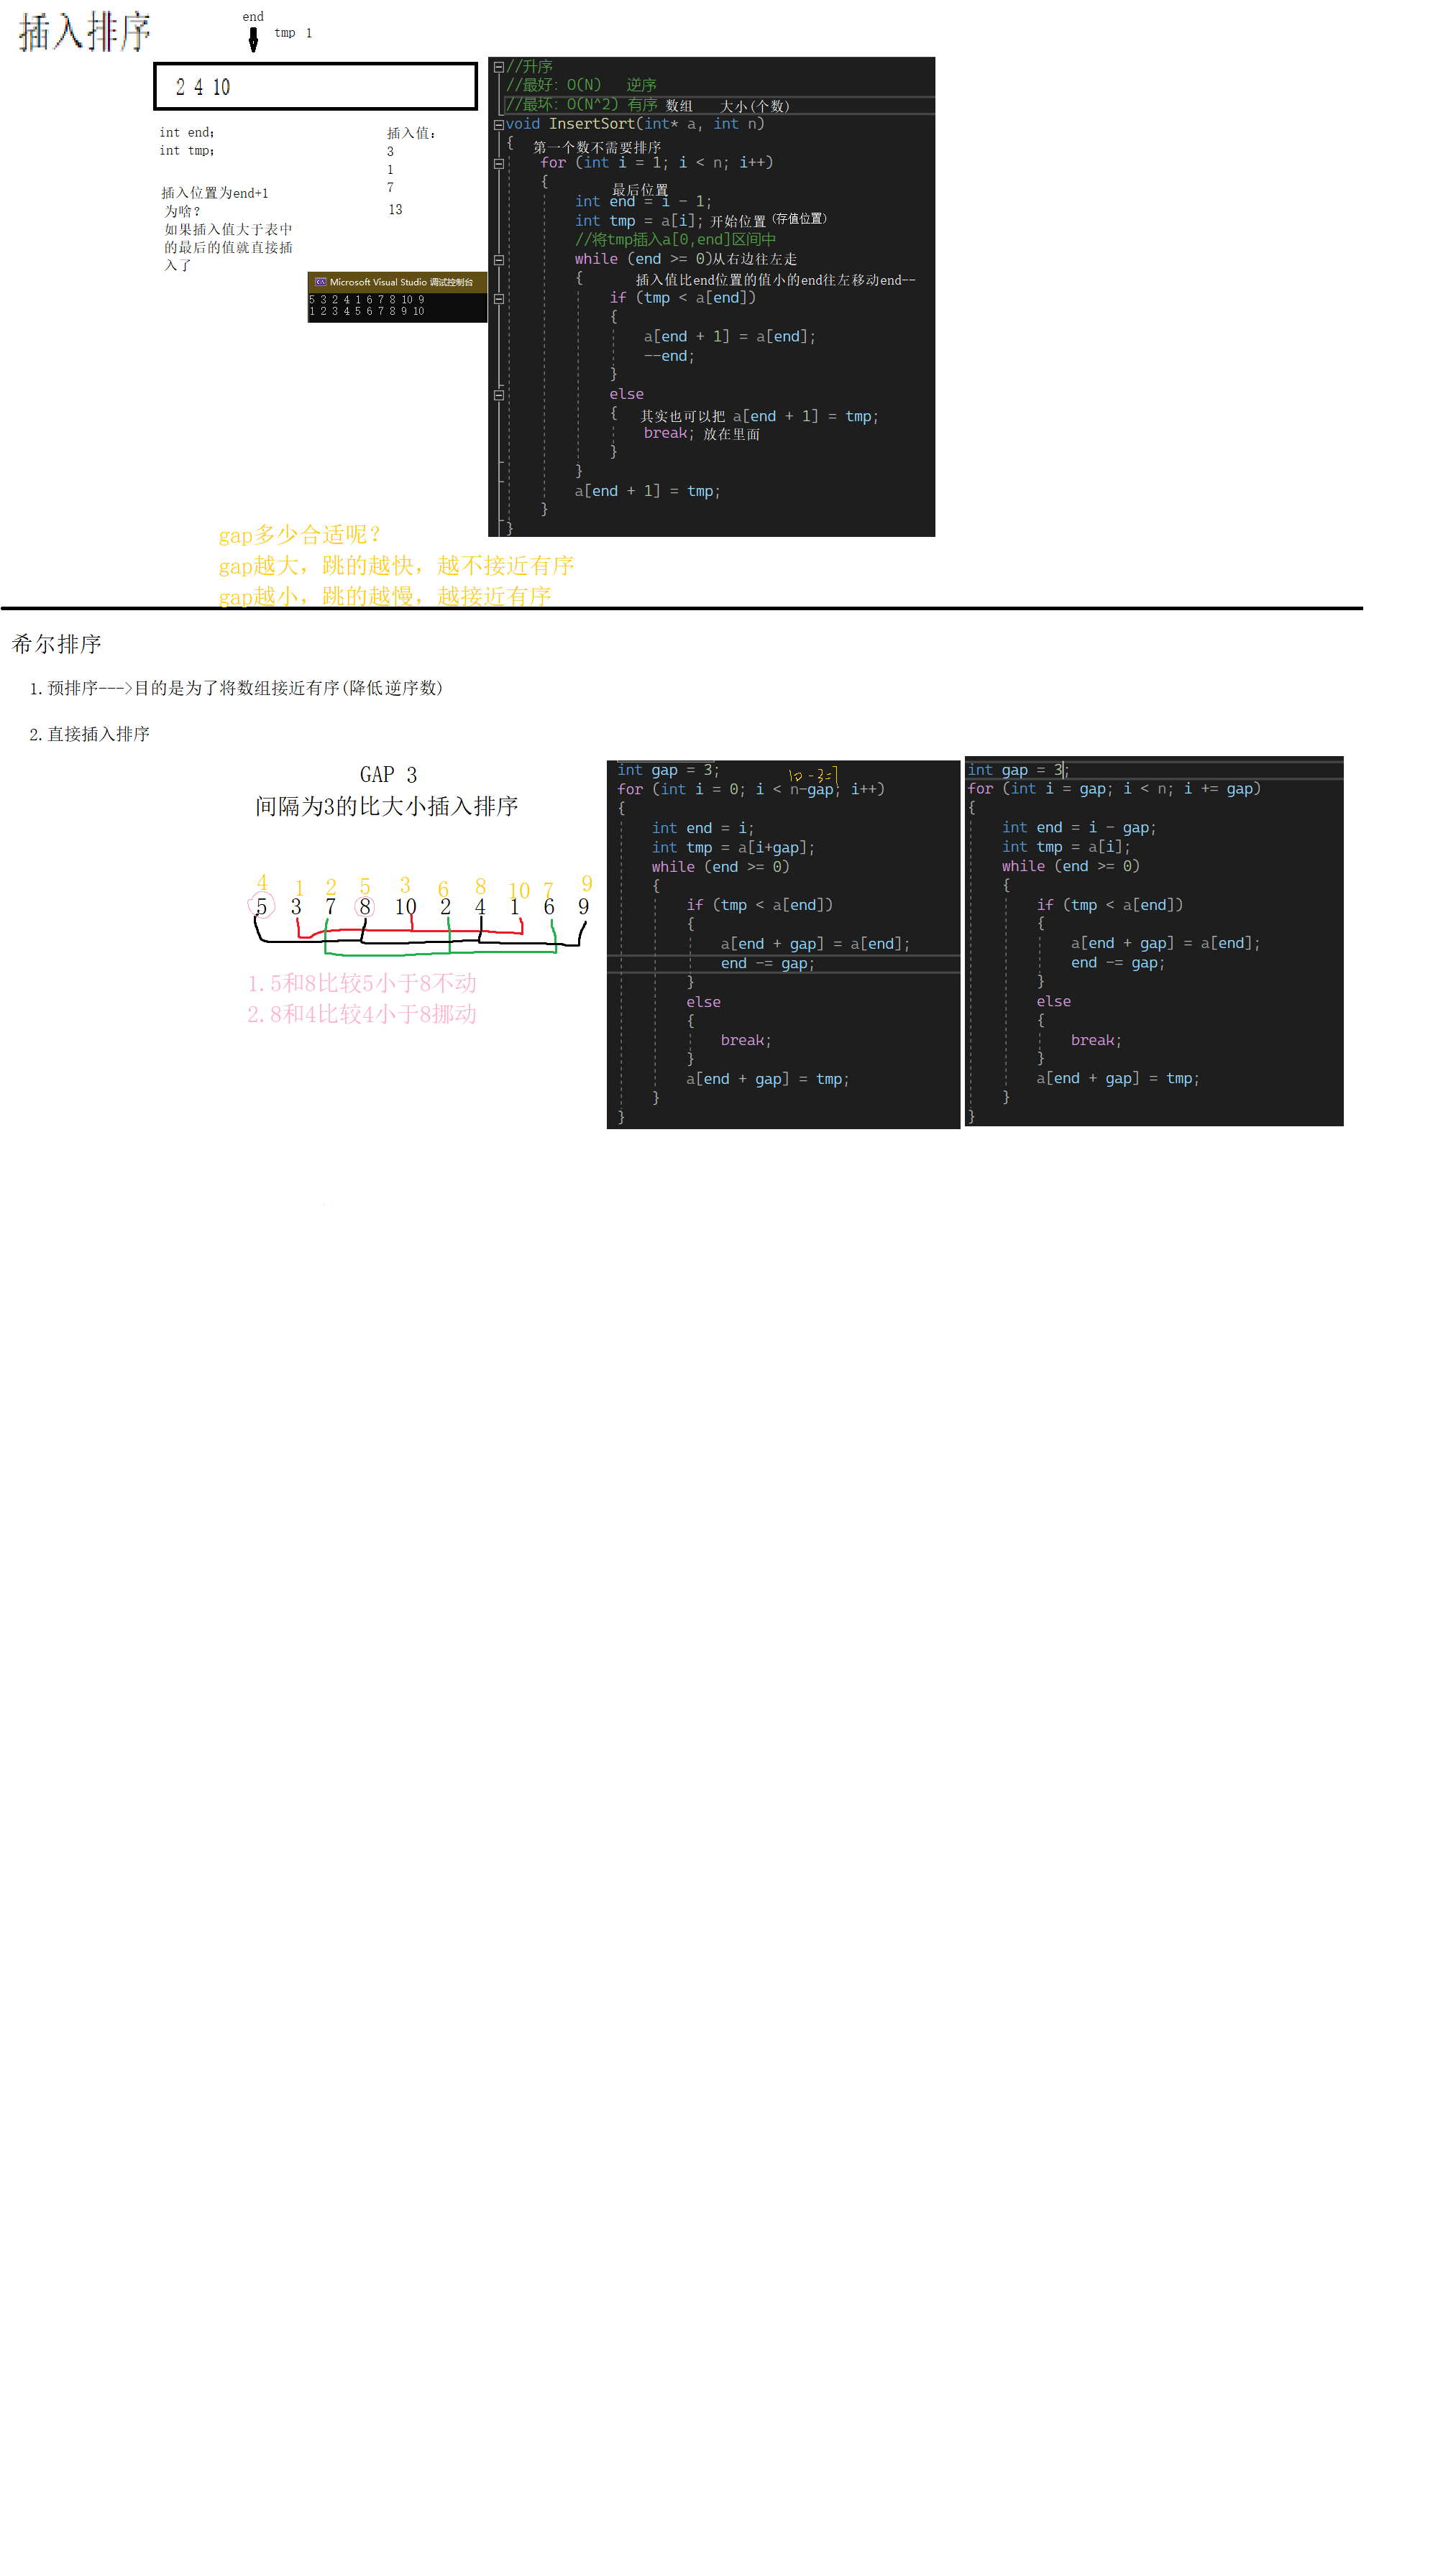 插入排序
end
tmp 1
2 4 10
int end;
int tmp;
插入值：
3
1
7
13
插入位置为end+1
为啥？
如果插入值大于表中
的最后的值就直接插
入了
Microsoft Visual Studio 调试控制台
5 3 2 4 1 6 7 8 10 9
1 2 3 4 5 6 7 8 9 10
//升序
//最好：O(N) 逆序
//最坏：O(N^2) 有序 数组 大小(个数)
void InsertSort(int* a, int n)
{ 第一个数不需要排序
for (int i = 1; i < n; i++)
{
最后位置
int end = i - 1;
int tmp = a[i]; 开始位置（存值位置）
//将tmp插入a[0,end]区间中
while (end >= 0)从右边往左走
{ 插入值比end位置的值小的end往左移动end--
if (tmp < a[end])
{
a[end + 1] = a[end];
--end;
}
else
{ 其实也可以把 a[end + 1] = tmp;
break; 放在里面
}
}
a[end + 1] = tmp;
}
}
gap多少合适呢？
gap越大，跳的越快，越不接近有序
gap越小，跳的越慢，越接近有序
希尔排序
1.预排序--->目的是为了将数组接近有序(降低逆序数)
2.直接插入排序
GAP 3
间隔为3的比大小插入排序
4 1 2 5 3 6 8 10 7 9
5 3 7 8 10 2 4 1 6 9
1.5和8比较5小于8不动
2.8和4比较4小于8挪动
int gap = 3;
10-3=7
for (int i = 0; i < n-gap; i++)
{
int end = i;
int tmp = a[i+gap];
while (end >= 0)
{
if (tmp < a[end])
{
a[end + gap] = a[end];
end -= gap;
}
else
{
break;
}
a[end + gap] = tmp;
}
}
int gap = 3;
for (int i = gap; i < n; i += gap)
{
int end = i - gap;
int tmp = a[i];
while (end >= 0)
{
if (tmp < a[end])
{
a[end + gap] = a[end];
end -= gap;
}
else
{
break;
}
a[end + gap] = tmp;
}
}